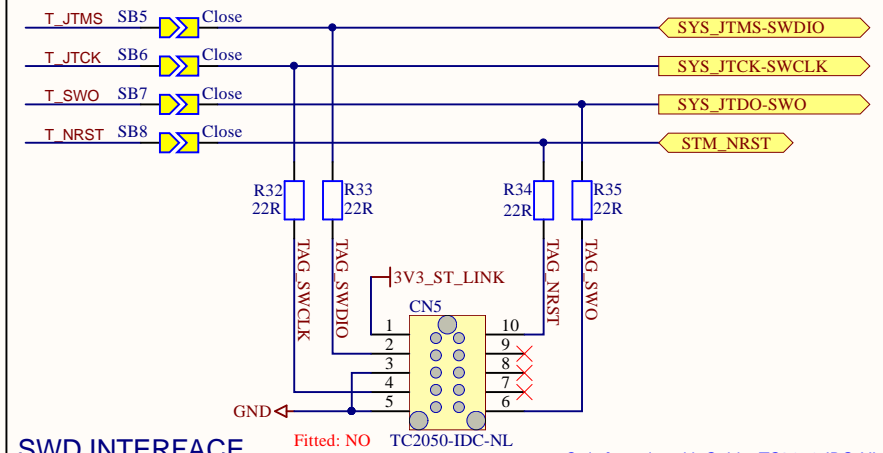 T_JTMS SB5 Close SYS_JTMS-SWDIO
T_JTCK SB6 Close SYS_JTCK-SWCLK
T_SWO SB7 Close SYS_JTDO-SWO
T_NRST SB8 Close STM_NRST
R32 R33 R34 R35
22R 22R 22R 22R
TAG_SWCLK
TAG_SWDIO
TAG_NRST
TAG_SWO
3V3_ST_LINK
CN5
1 10
2 9
3 8
4 7
5 6
GND
Fitted: NO TC2050-IDC-NL
SWD INTERFACE